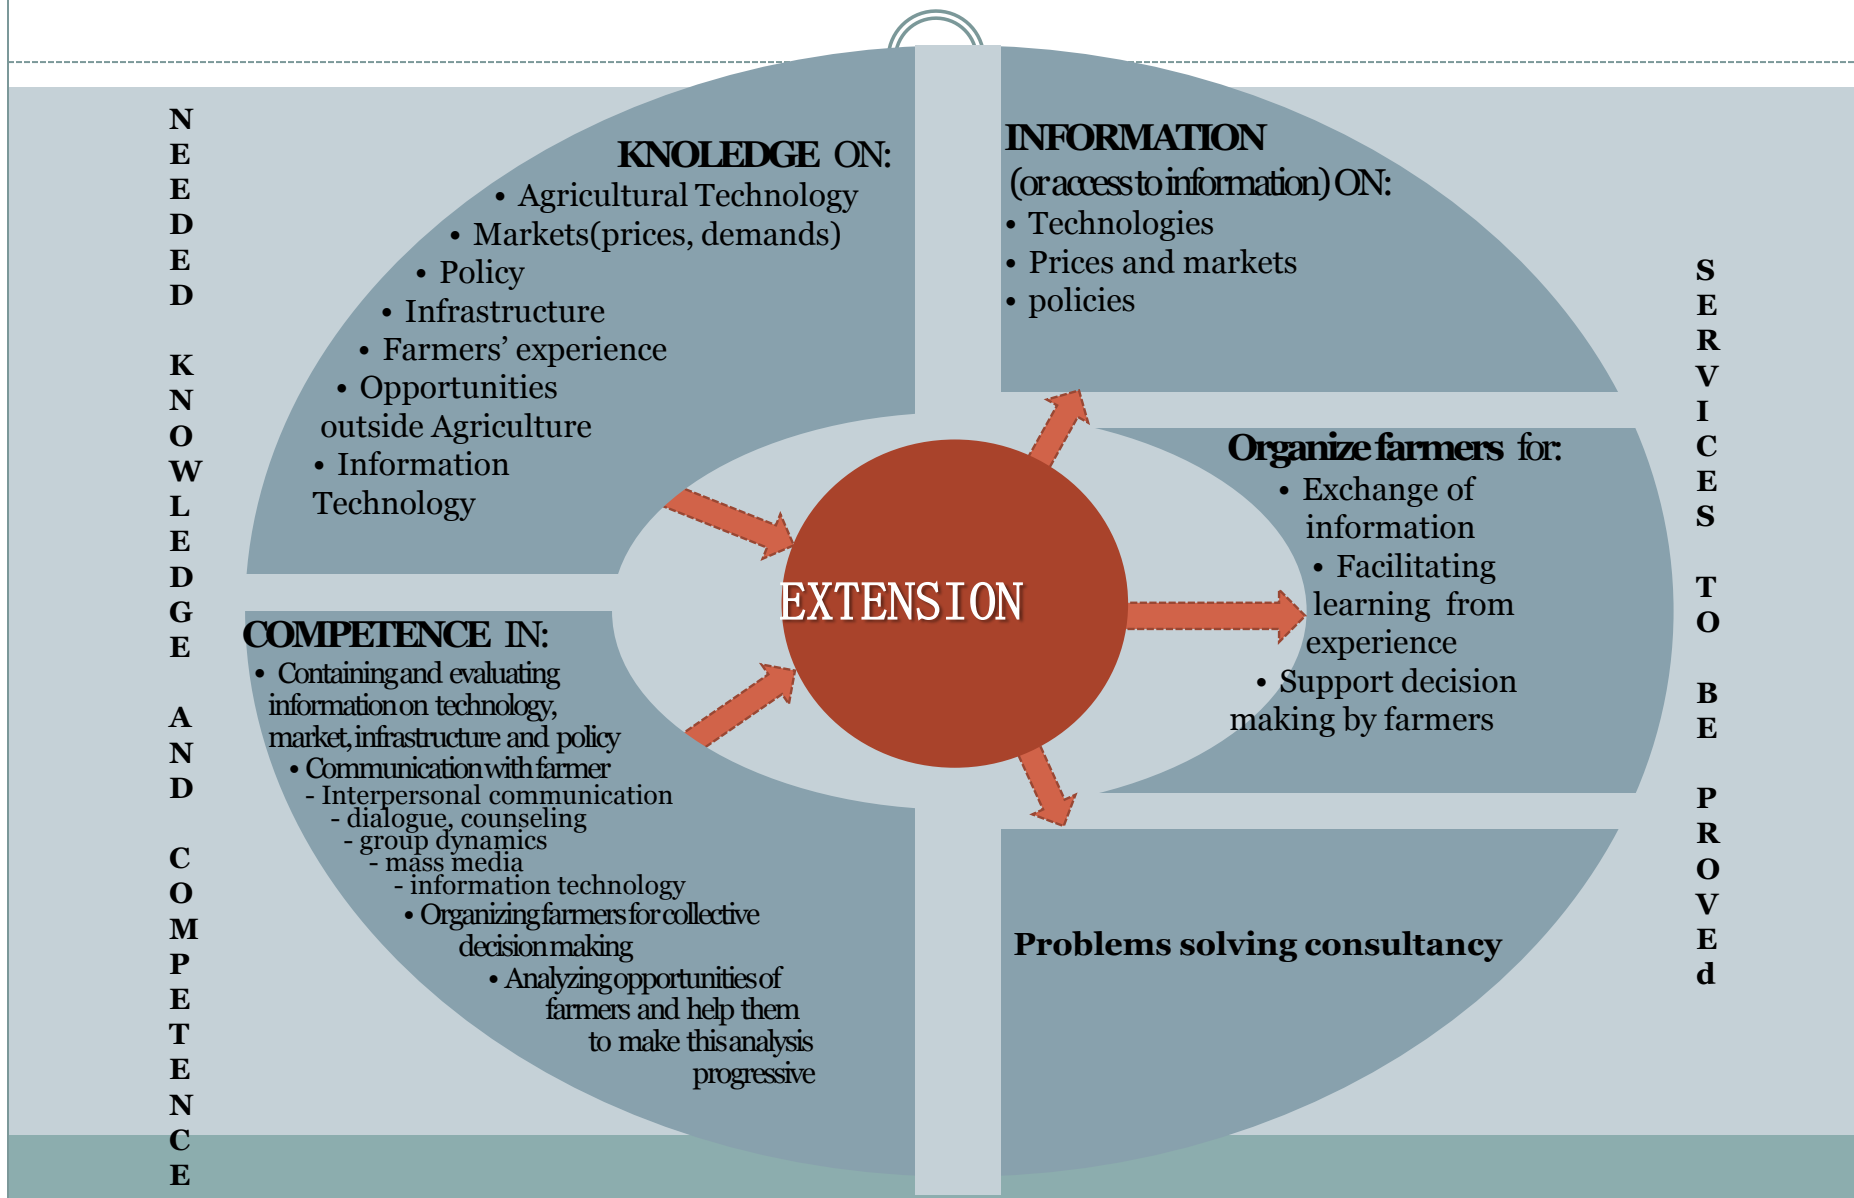 NEEDED KNOWLEDGE AND COMPETENCE
KNOLEDGE ON:
• Agricultural Technology
• Markets(prices, demands)
• Policy
• Infrastructure
• Farmers’ experience
• Opportunities
outside Agriculture
• Information
Technology
COMPETENCE IN:
• Containing and evaluating
information on technology,
market, infrastructure and policy
• Communication with farmer
- Interpersonal communication
- dialogue, counseling
- group dynamics
- mass media
- information technology
• Organizing farmers for collective
decision making
• Analyzing opportunities of
farmers and help them
to make this analysis
progressive
EXTENSION
INFORMATION
(or access to information) ON:
• Technologies
• Prices and markets
• policies
Organize farmers for:
• Exchange of
information
• Facilitating
learning from
experience
• Support decision
making by farmers
Problems solving consultancy
SERVICES TO BE PROVEd